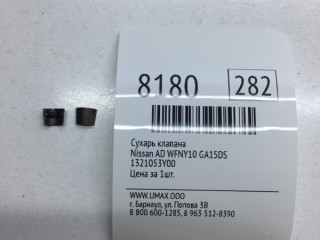 8180 282
Сухарь клапана
Nissan AD WFNY10 GA15DS
1321053Y00
Цена за 1шт.
WWW.UMAX.OOO
г. Барнаул, ул. Попова 3В
8 800 600-1285, 8 963 512-8390